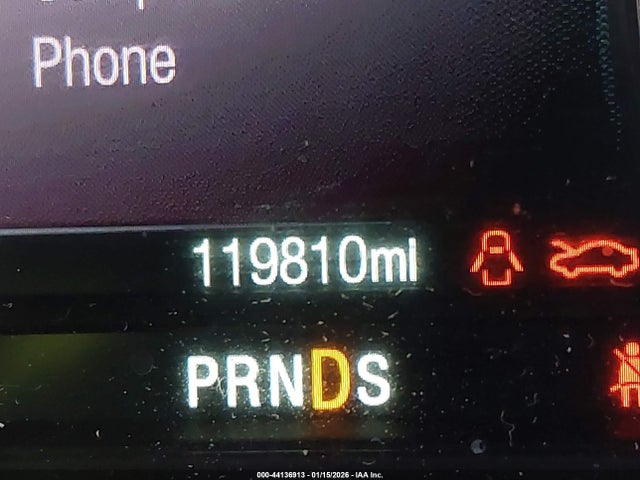 Phone
119810mi
PRNDS
000-44136913 - 01/15/2026 - IAA Inc.